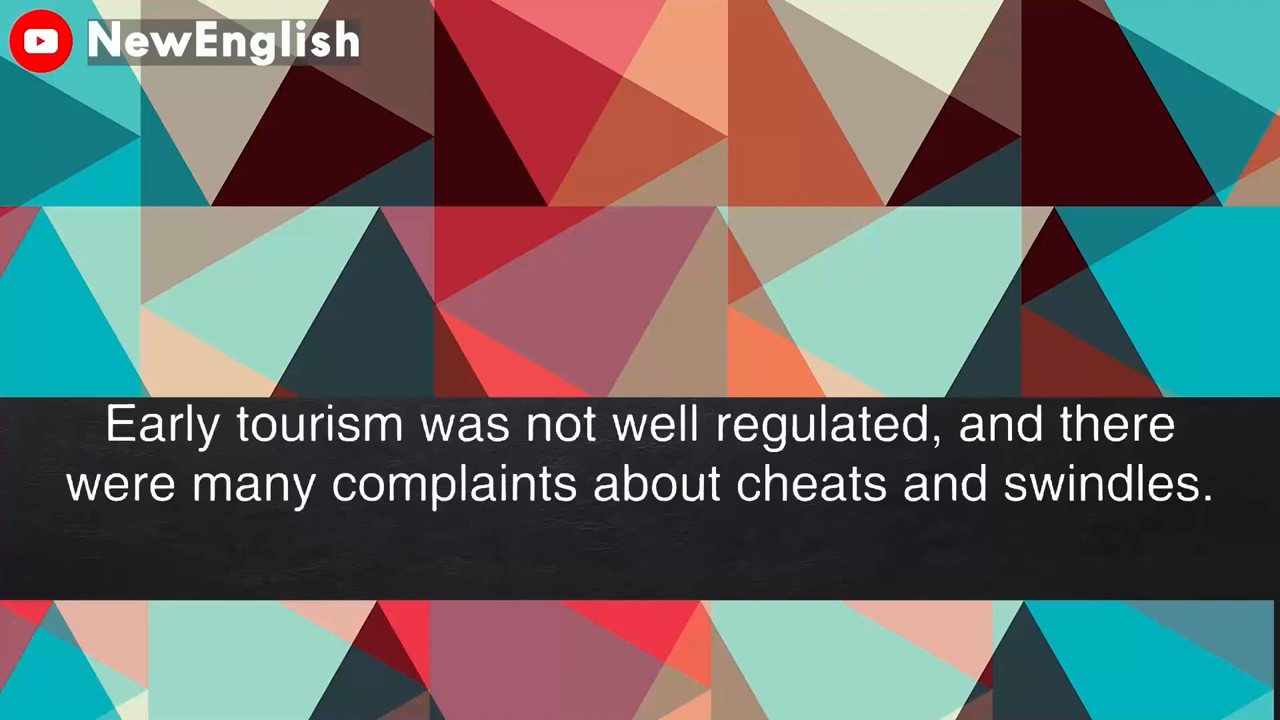 NewEnglish
Early tourism was not well regulated, and there
were many complaints about cheats and swindles.